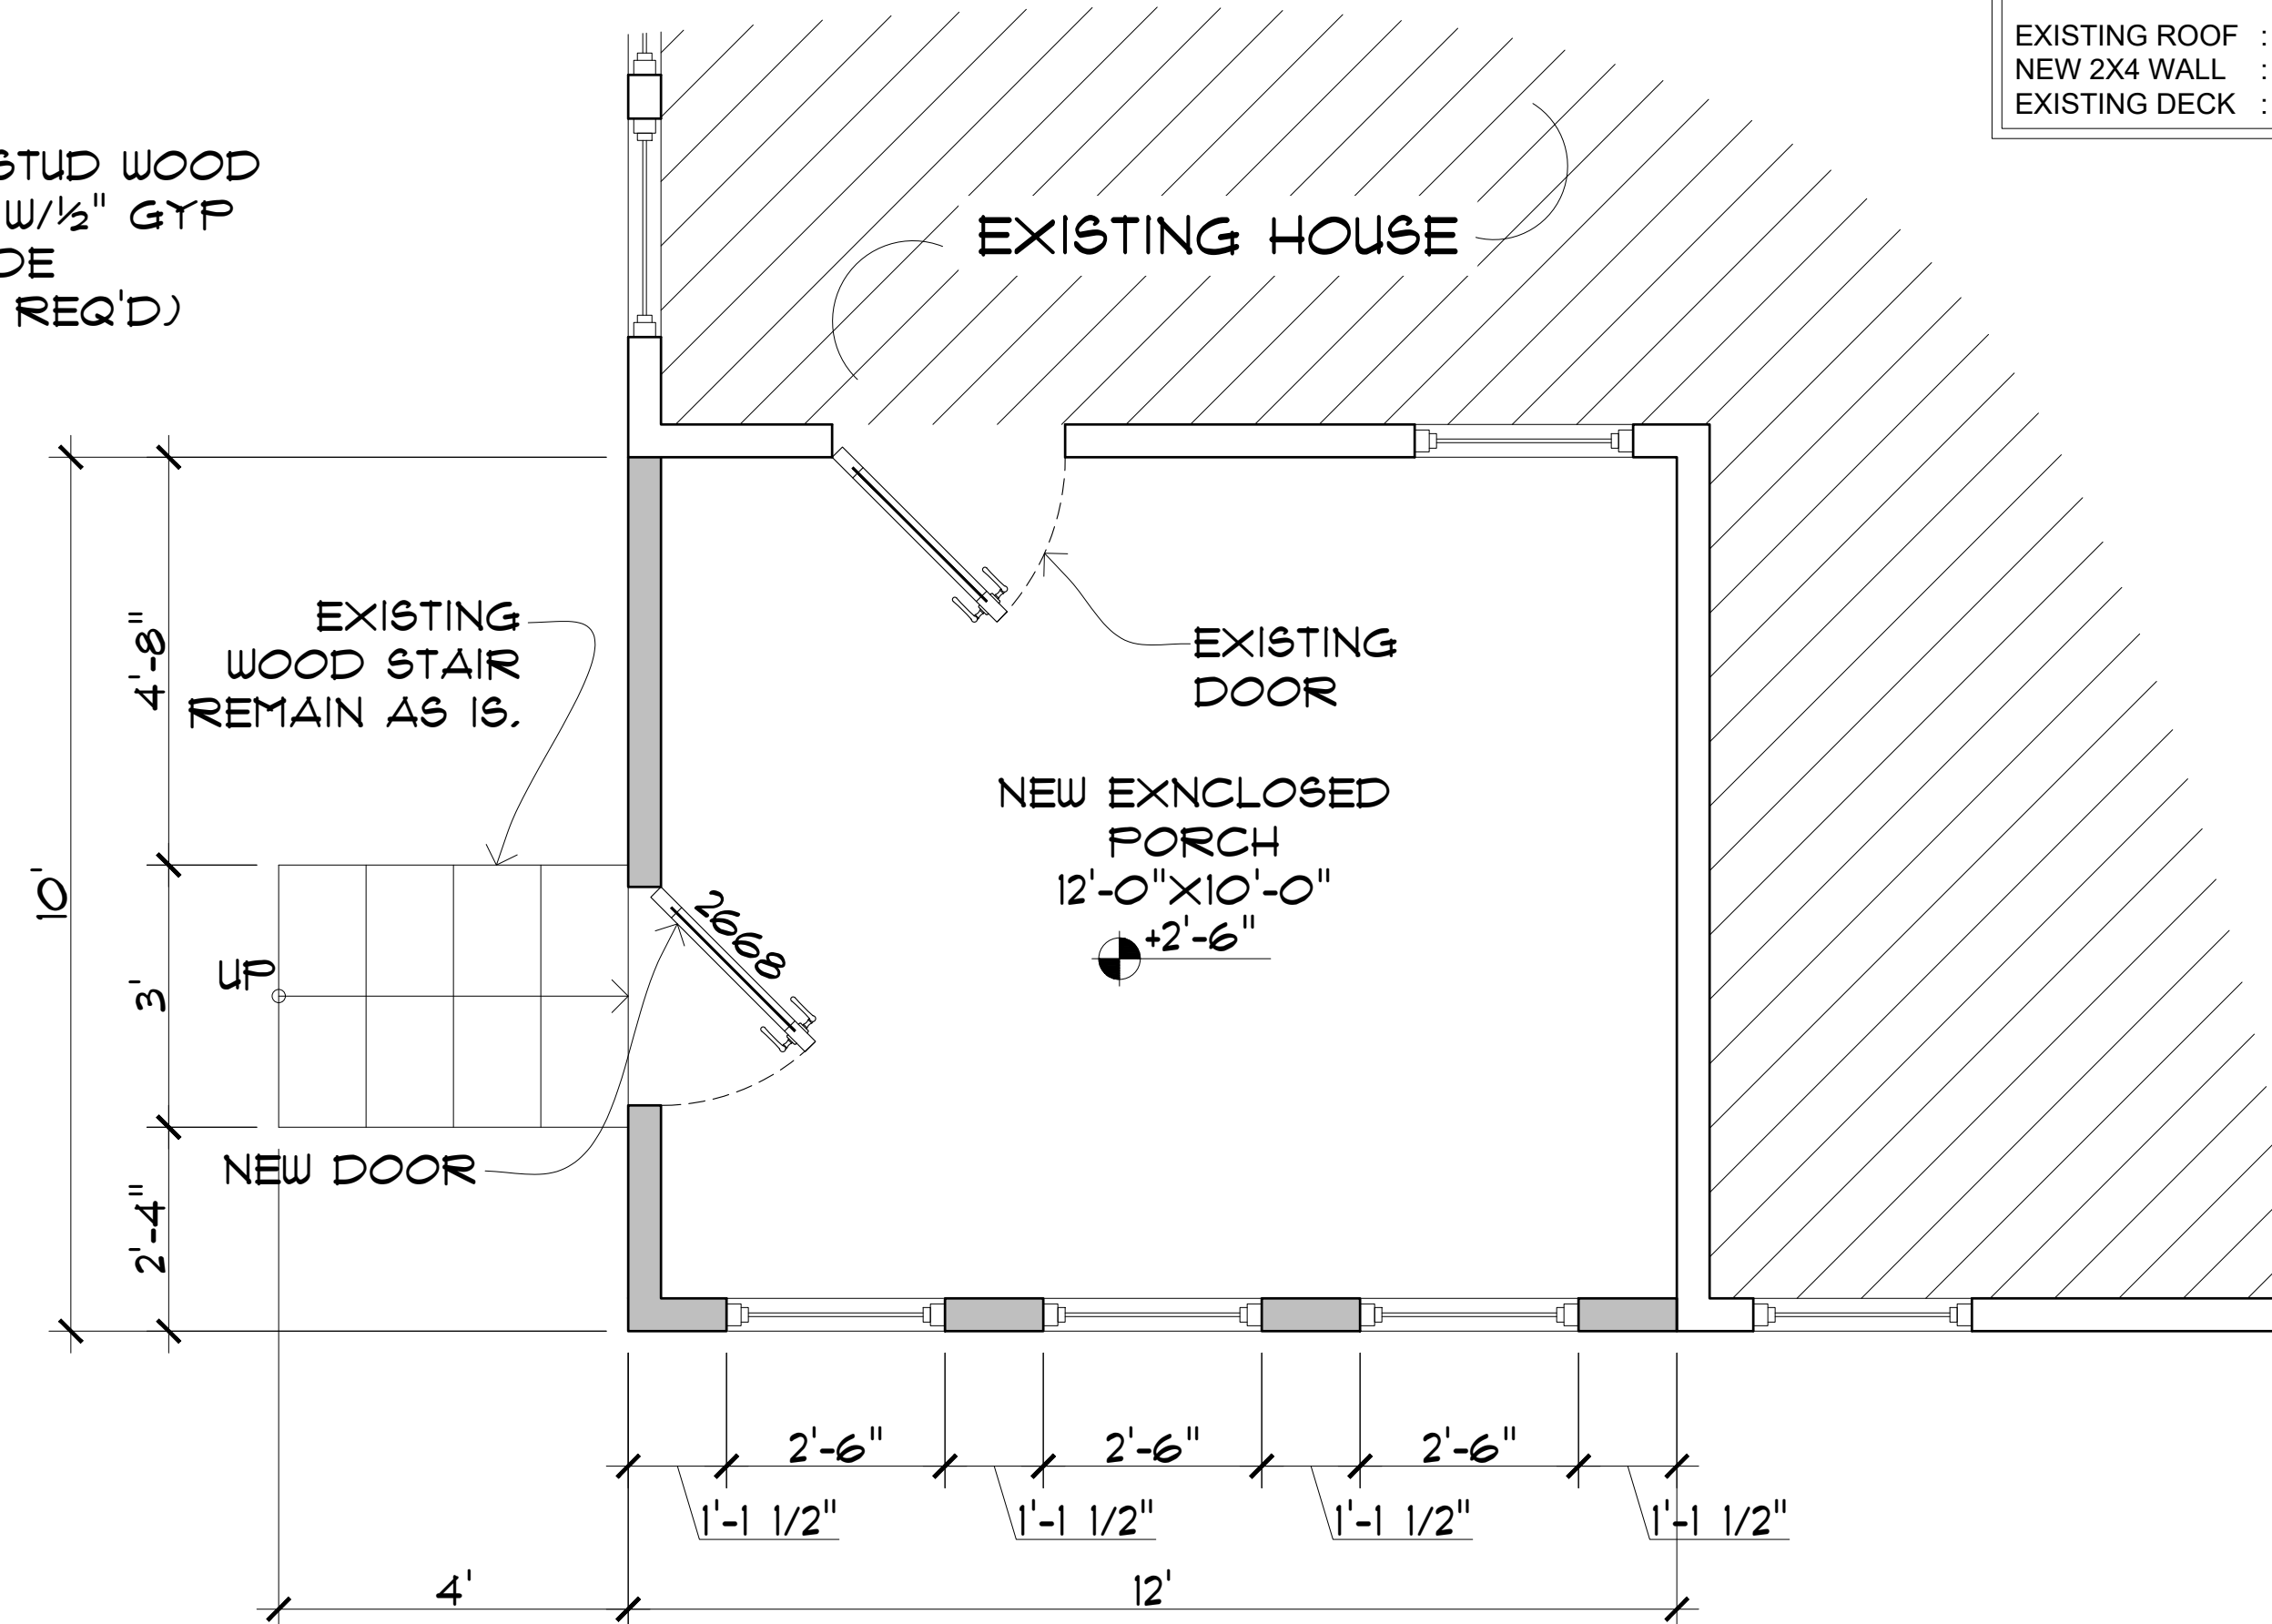 EXISTING ROOF :
NEW 2X4 WALL :
EXISTING DECK :
STUD WOOD
W/½" GYP
REQ'D)
EXISTING HOUSE
EXISTING
WOOD STAIR
REMAIN AS IS.
EXISTING
DOOR
NEW EXNCLOSED
PORCH
12'-0"X10'-0"
+2'-6"
2668
UP
NEW DOOR
10'
4'-8"
3'
2'-4"
2'-6"
2'-6"
2'-6"
1'-1 1/2"
1'-1 1/2"
1'-1 1/2"
1'-1 1/2"
4'
12'